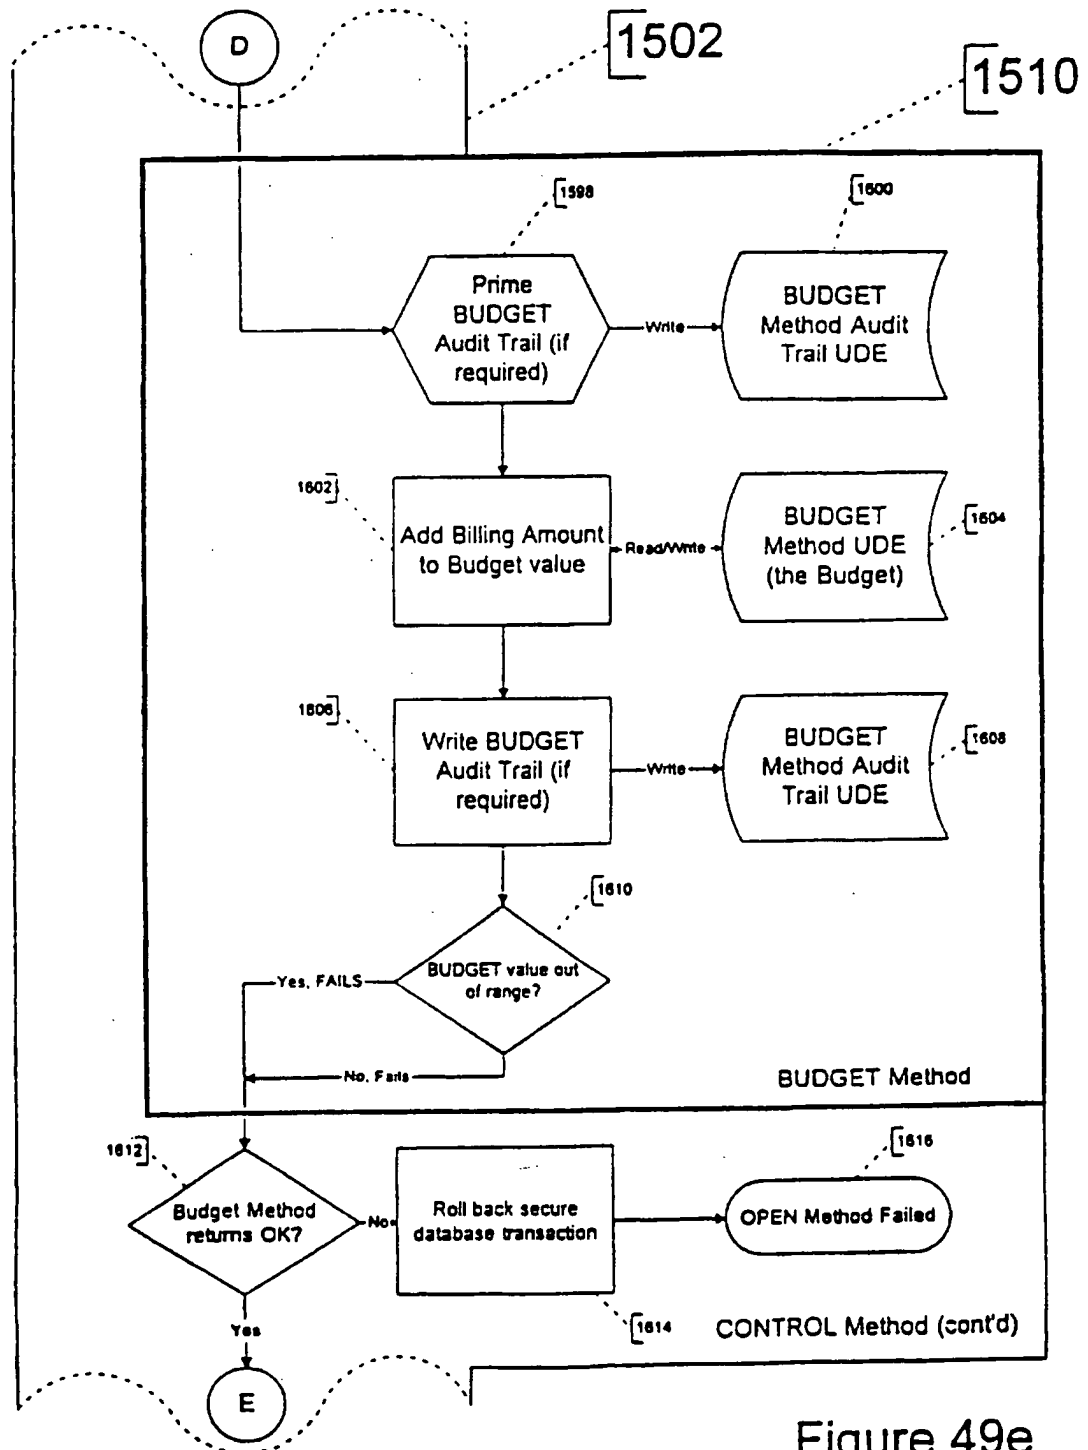 D
1502
1510
1598
1600
Prime
BUDGET
Audit Trail (if
required)
Write
BUDGET
Method Audit
Trail UDE
1602
Add Billing Amount
to Budget value
Read/Write
BUDGET
Method UDE
(the Budget)
1604
1606
Write BUDGET
Audit Trail (if
required)
Write
BUDGET
Method Audit
Trail UDE
1608
1610
BUDGET value out
of range?
Yes, FAILS
No, Fails
BUDGET Method
1612
Budget Method
returns OK?
No
Roll back secure
database transaction
1616
OPEN Method Failed
1614
CONTROL Method (cont'd)
Yes
E
Figure 49e